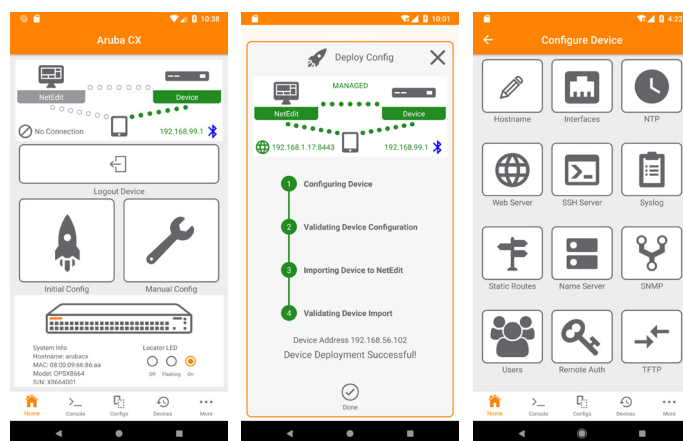 10:38
Aruba CX
NetEdit
Device
No Connection
192.168.99.1
Logout Device
Initial Config
Manual Config
System Info
Hostname: arubacx
MAC: 08:00:09:66:86:aa
Model: OPSX8664
S/N: X8664001
Locator LED
Off Flashing On
Home Console Configs Devices More
10:01
Deploy Config
MANAGED
NetEdit
Device
192.168.1.17:8443
192.168.99.1
1 Configuring Device
2 Validating Device Configuration
3 Importing Device to NetEdit
4 Validating Device Import
Device Address 192.168.56.102
Device Deployment Successful!
Done
4:22
Configure Device
Hostname Interfaces NTP
Web Server SSH Server Syslog
Static Routes Name Server SNMP
Users Remote Auth TFTP
Home Console Configs Devices More